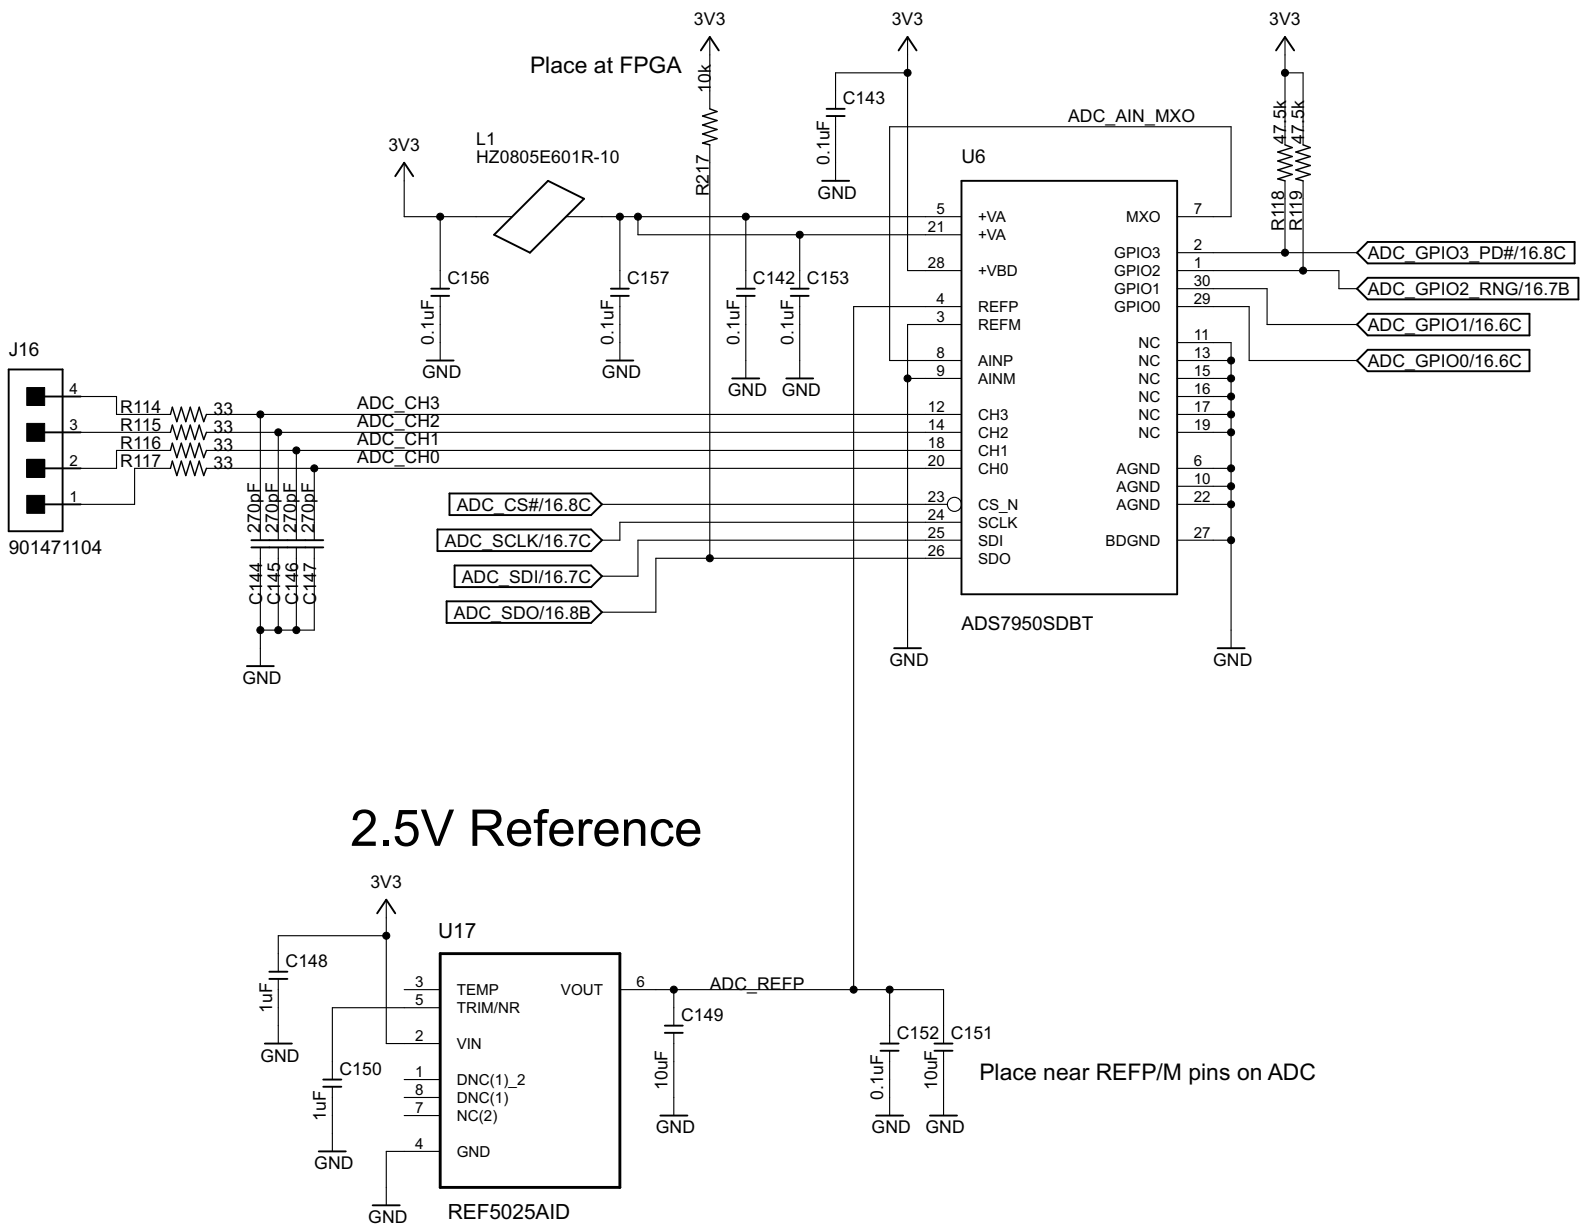 3V3
3V3
3V3
Place at FPGA
10k
R217
C143
0.1uF
GND
ADC_AIN_MXO
47.5k
47.5k
R118
R119
3V3
L1
HZ0805E601R-10
U6
5
+VA
21
+VA
28
+VBD
4
REFP
3
REFM
8
AINP
9
AINM
12
CH3
14
CH2
18
CH1
20
CH0
23
CS_N
24
SCLK
25
SDI
26
SDO
MXO
7
GPIO3
2
GPIO2
1
GPIO1
30
GPIO0
29
NC
11
NC
13
NC
15
NC
16
NC
17
NC
19
AGND
6
AGND
10
AGND
22
BDGND
27
ADS7950SDBT
ADC_GPIO3_PD#/16.8C
ADC_GPIO2_RNG/16.7B
ADC_GPIO1/16.6C
ADC_GPIO0/16.6C
C156
0.1uF
GND
C157
0.1uF
GND
C142
0.1uF
GND
C153
0.1uF
GND
J16
4
3
2
1
901471104
R114
33
ADC_CH3
R115
33
ADC_CH2
R116
33
ADC_CH1
R117
33
ADC_CH0
270pF
270pF
270pF
270pF
C144
C145
C146
C147
GND
ADC_CS#/16.8C
ADC_SCLK/16.7C
ADC_SDI/16.7C
ADC_SDO/16.8B
GND
GND
2.5V Reference
3V3
U17
C148
1uF
GND
C150
1uF
GND
3
TEMP
5
TRIM/NR
2
VIN
1
DNC(1)_2
8
DNC(1)
7
NC(2)
4
GND
VOUT
6
GND
REF5025AID
ADC_REFP
C149
10uF
GND
C152
0.1uF
GND
C151
10uF
GND
Place near REFP/M pins on ADC